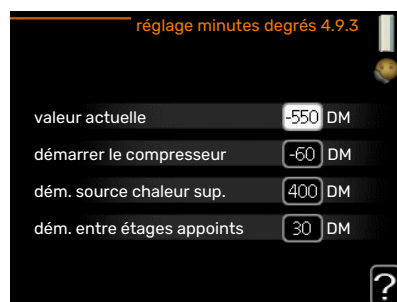 réglage minutes degrés 4.9.3
valeur actuelle -550 DM
démarrer le compresseur -60 DM
dém. source chaleur sup. 400 DM
dém. entre étages appoints 30 DM
?